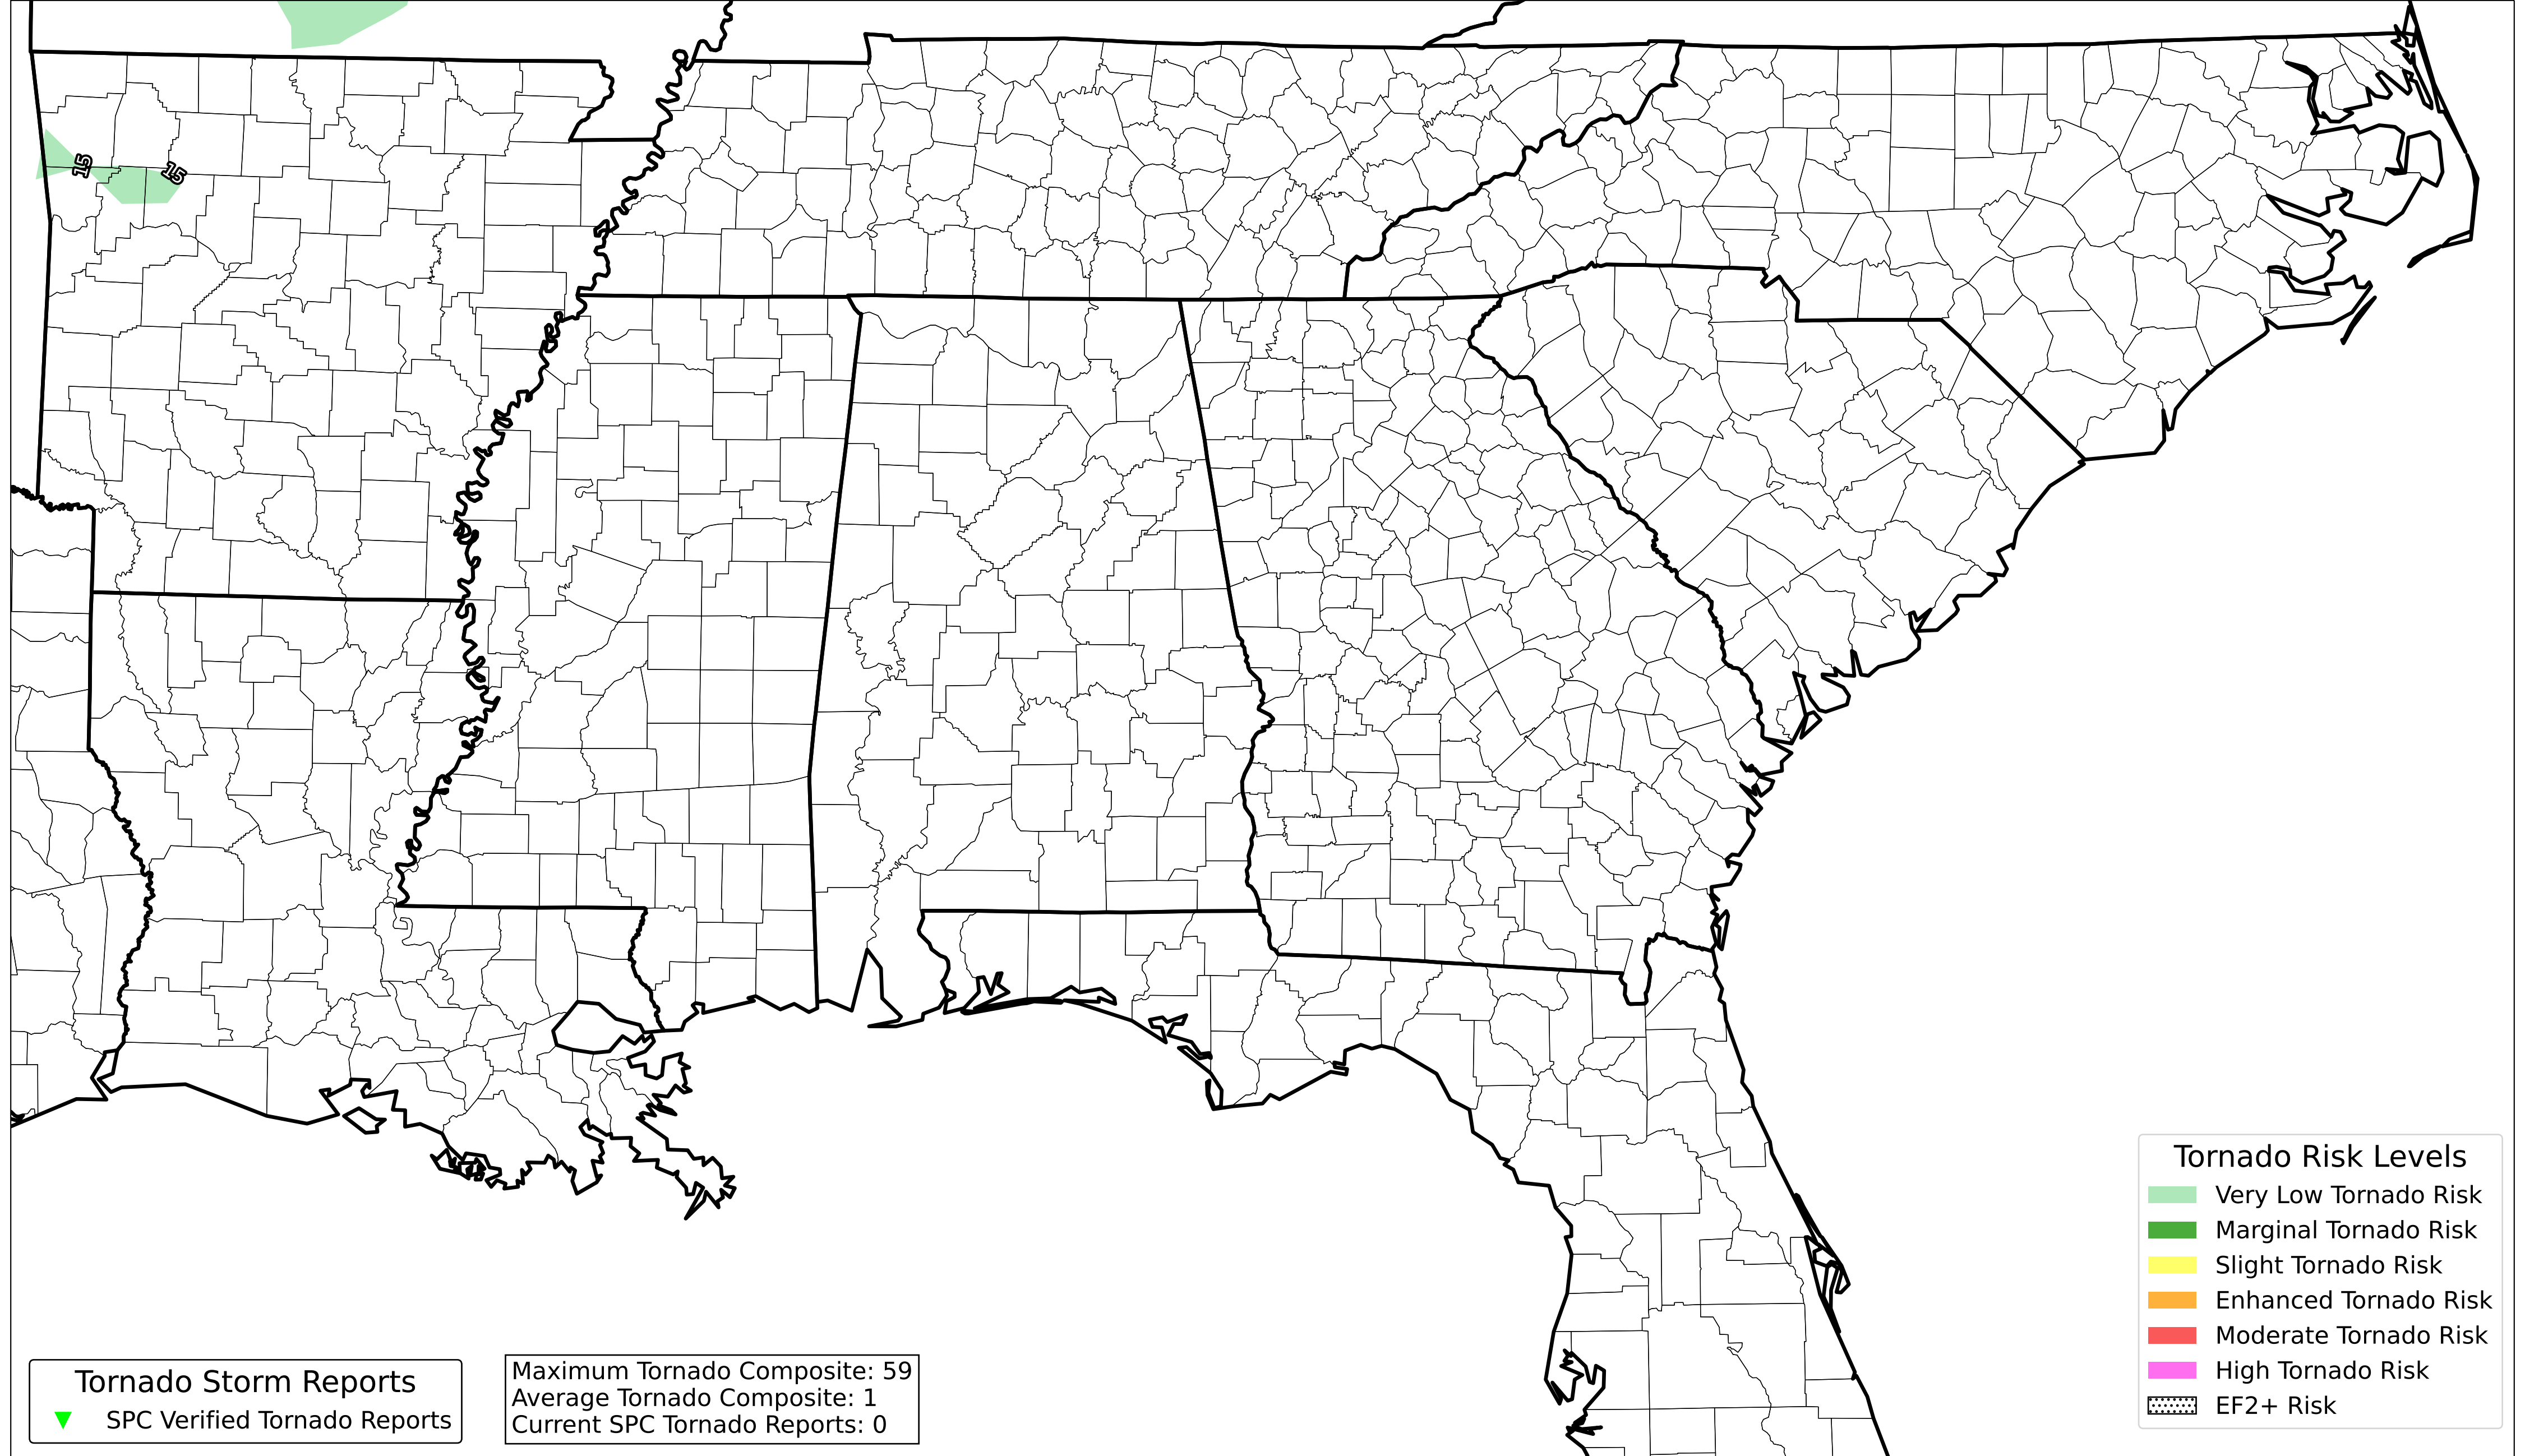 15
15
Tornado Risk Levels
Very Low Tornado Risk
Marginal Tornado Risk
Slight Tornado Risk
Enhanced Tornado Risk
Moderate Tornado Risk
High Tornado Risk
EF2+ Risk
Tornado Storm Reports
SPC Verified Tornado Reports
Maximum Tornado Composite: 59
Average Tornado Composite: 1
Current SPC Tornado Reports: 0